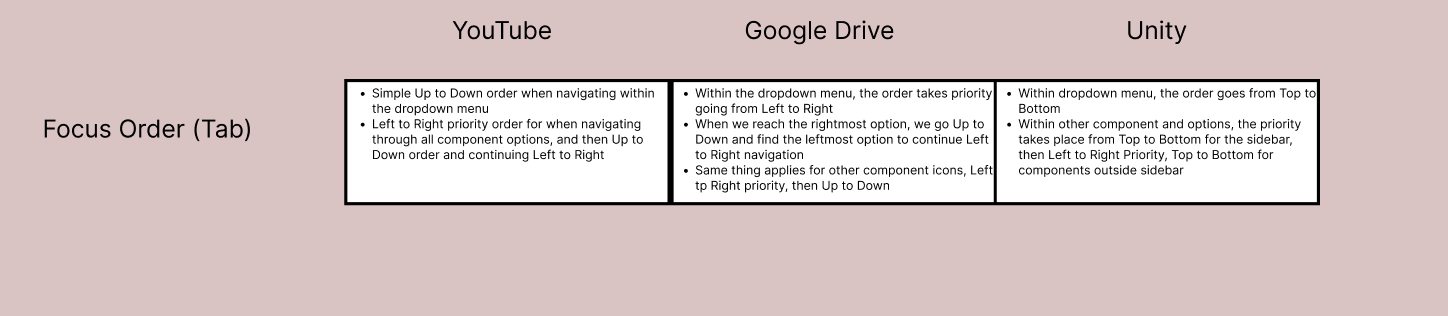 YouTube
Google Drive
Unity
Focus Order (Tab)
• Simple Up to Down order when navigating within
the dropdown menu
• Left to Right priority order for when navigating
through all component options, and then Up to
Down order and continuing Left to Right
• Within the dropdown menu, the order takes priority
going from Left to Right
• When we reach the rightmost option, we go Up to
Down and find the leftmost option to continue Left
to Right navigation
• Same thing applies for other component icons, Left
tp Right priority, then Up to Down
• Within dropdown menu, the order goes from Top to
Bottom
• Within other component and options, the priority
takes place from Top to Bottom for the sidebar,
then Left to Right Priority, Top to Bottom for
components outside sidebar